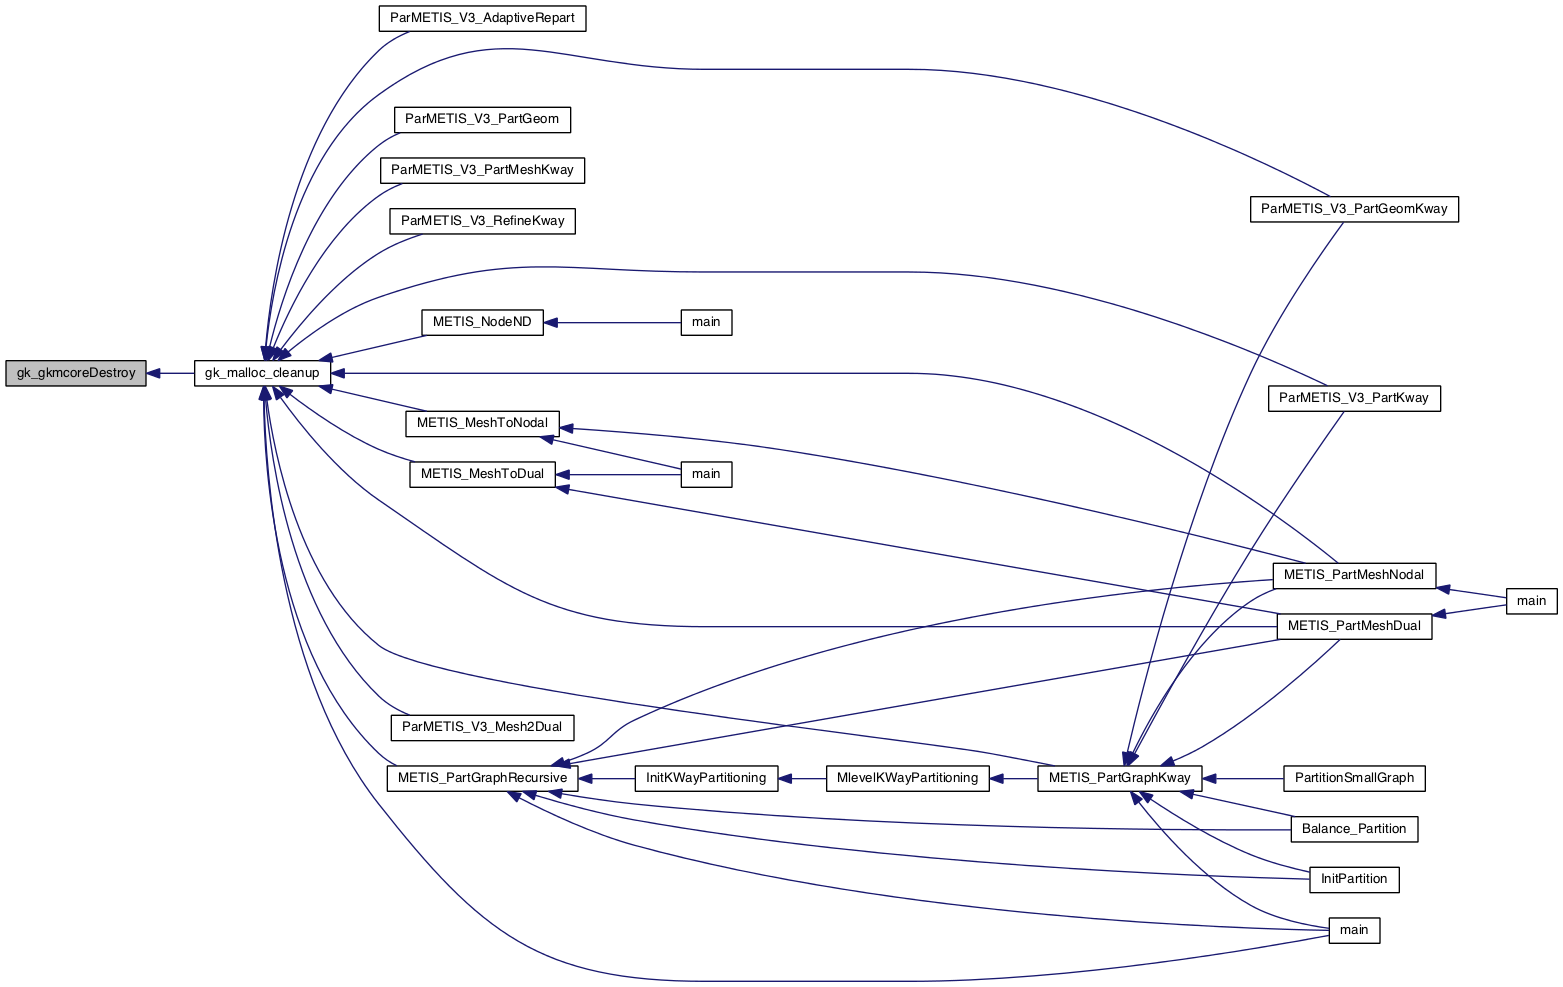 ParMETIS_V3_AdaptiveRepart
ParMETIS_V3_PartGeom
ParMETIS_V3_PartMeshKway
ParMETIS_V3_PartGeomKway
ParMETIS_V3_RefineKway
METIS_NodeND
main
gk_gkmcoreDestroy
gk_malloc_cleanup
ParMETIS_V3_PartKway
METIS_MeshToNodal
METIS_MeshToDual
main
METIS_PartMeshNodal
main
METIS_PartMeshDual
ParMETIS_V3_Mesh2Dual
METIS_PartGraphRecursive
InitKWayPartitioning
MlevelKWayPartitioning
METIS_PartGraphKway
PartitionSmallGraph
Balance_Partition
InitPartition
main